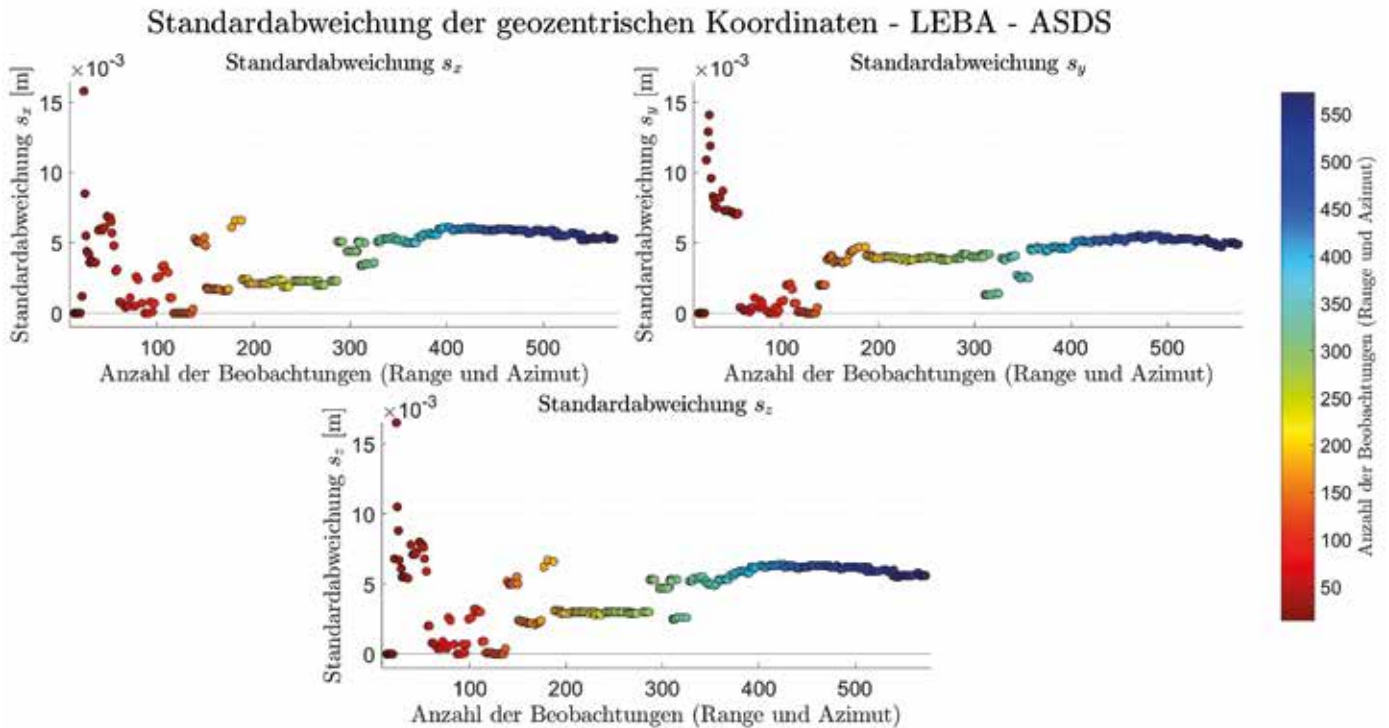 Standardabweichung der geozentrischen Koordinaten - LEBA - ASDS
×10⁻³
Standardabweichung sₓ
Standardabweichung sₓ [m]
15
10
5
0
100 200 300 400 500
Anzahl der Beobachtungen (Range und Azimut)
×10⁻³
Standardabweichung s_y
Standardabweichung s_y [m]
15
10
5
0
100 200 300 400 500
Anzahl der Beobachtungen (Range und Azimut)
×10⁻³
Standardabweichung s_z
Standardabweichung s_z [m]
15
10
5
0
100 200 300 400 500
Anzahl der Beobachtungen (Range und Azimut)
550
500
450
400
350
300
250
200
150
100
50
Anzahl der Beobachtungen (Range und Azimut)